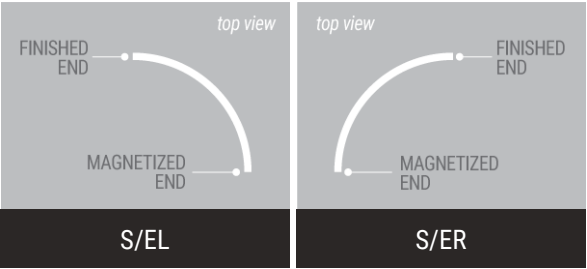 top view
FINISHED
END
MAGNETIZED
END
S/EL
top view
FINISHED
END
MAGNETIZED
END
S/ER